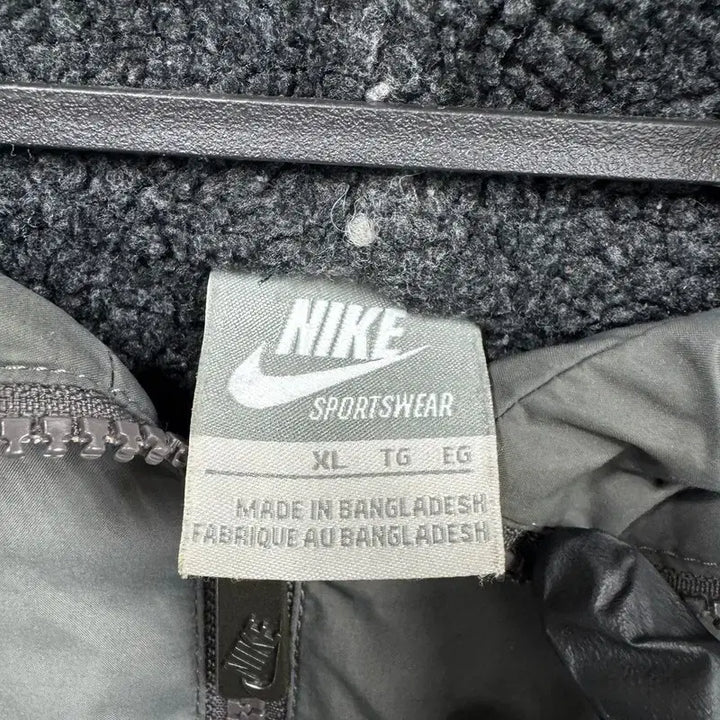 NIKE
SPORTSWEAR
XL TG EG
MADE IN BANGLADESH
FABRIQUE AU BANGLADESH
NIKE